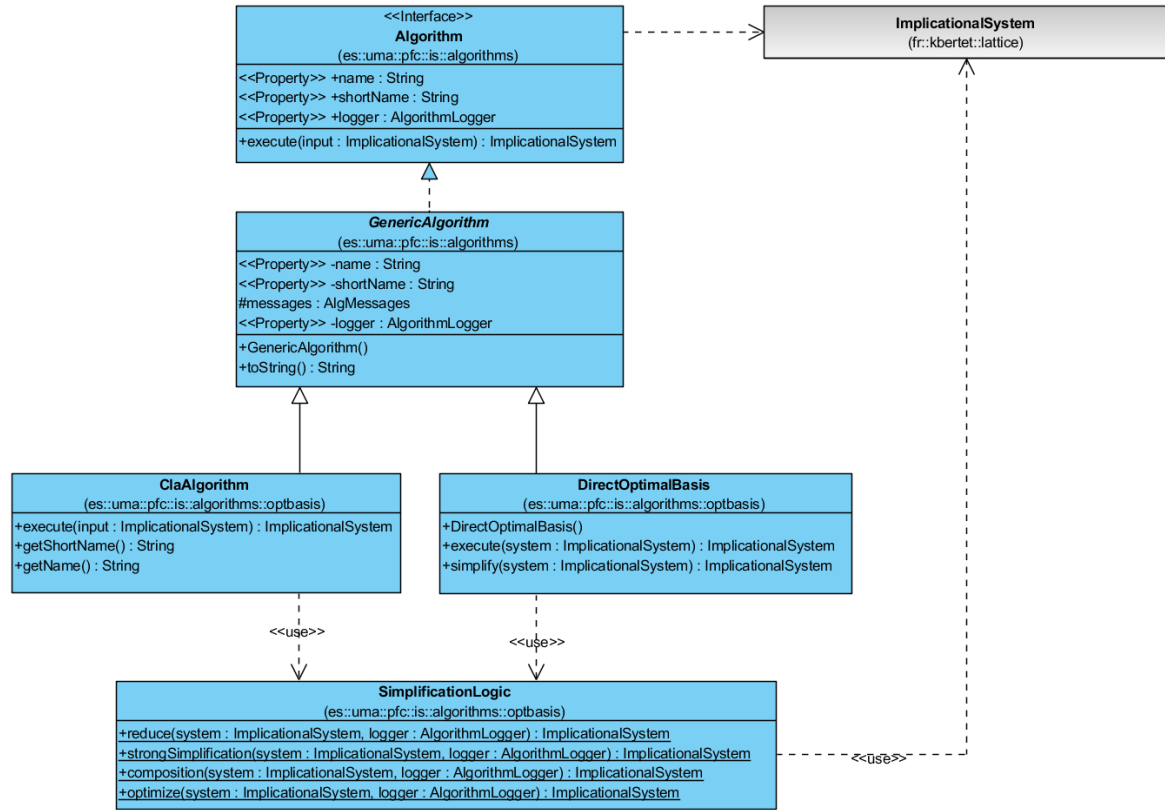 <<Interface>>
Algorithm
(es::uma::pfc::is::algorithms)
<<Property>> +name : String
<<Property>> +shortName : String
<<Property>> +logger : AlgorithmLogger
+execute(input : ImplicationalSystem) : ImplicationalSystem
ImplicationalSystem
(fr::kbertet::lattice)
GenericAlgorithm
(es::uma::pfc::is::algorithms)
<<Property>> -name : String
<<Property>> -shortName : String
#messages : AlgMessages
<<Property>> -logger : AlgorithmLogger
+GenericAlgorithm()
+toString() : String
ClaAlgorithm
(es::uma::pfc::is::algorithms::optbasis)
+execute(input : ImplicationalSystem) : ImplicationalSystem
+getShortName() : String
+getName() : String
DirectOptimalBasis
(es::uma::pfc::is::algorithms::optbasis)
+DirectOptimalBasis()
+execute(system : ImplicationalSystem) : ImplicationalSystem
+simplify(system : ImplicationalSystem) : ImplicationalSystem
<<use>>
<<use>>
SimplificationLogic
(es::uma::pfc::is::algorithms::optbasis)
+reduce(system : ImplicationalSystem, logger : AlgorithmLogger) : ImplicationalSystem
+strongSimplification(system : ImplicationalSystem, logger : AlgorithmLogger) : ImplicationalSystem
+composition(system : ImplicationalSystem, logger : AlgorithmLogger) : ImplicationalSystem
+optimize(system : ImplicationalSystem, logger : AlgorithmLogger) : ImplicationalSystem
<<use>>